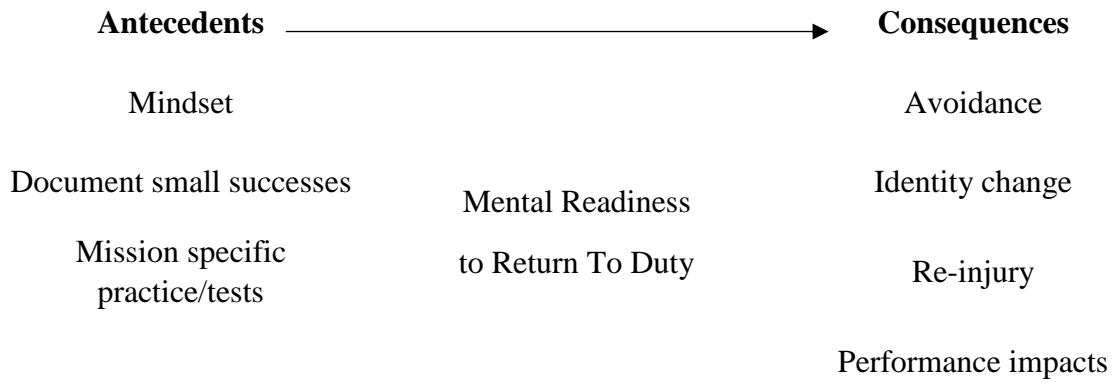 Antecedents
Consequences
Mindset
Avoidance
Document small successes
Identity change
Mental Readiness
to Return To Duty
Mission specific
practice/tests
Re-injury
Performance impacts